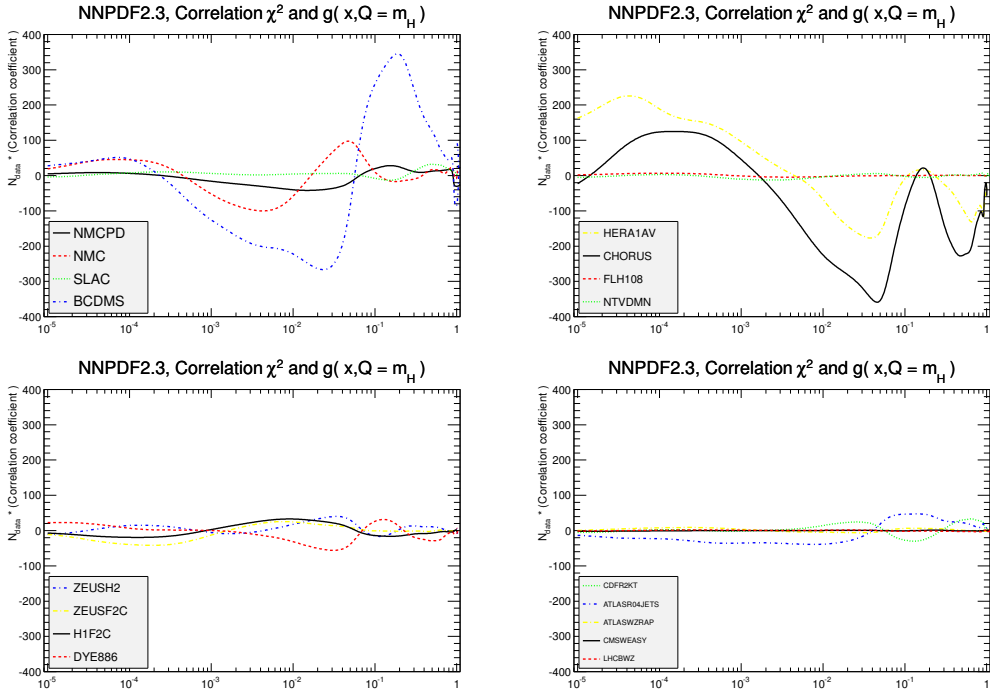 NNPDF2.3, Correlation χ² and g( x,Q = m_H )
N_data * (Correlation coefficient )
400
300
200
100
0
-100
-200
-300
-400
NMCPD
NMC
SLAC
BCDMS
10⁻⁵ 10⁻⁴ 10⁻³ 10⁻² 10⁻¹ 1
NNPDF2.3, Correlation χ² and g( x,Q = m_H )
N_data * (Correlation coefficient )
400
300
200
100
0
-100
-200
-300
-400
HERA1AV
CHORUS
FLH108
NTVDMN
10⁻⁵ 10⁻⁴ 10⁻³ 10⁻² 10⁻¹ 1
NNPDF2.3, Correlation χ² and g( x,Q = m_H )
N_data * (Correlation coefficient )
400
300
200
100
0
-100
-200
-300
-400
ZEUSH2
ZEUSF2C
H1F2C
DYE886
10⁻⁵ 10⁻⁴ 10⁻³ 10⁻² 10⁻¹ 1
NNPDF2.3, Correlation χ² and g( x,Q = m_H )
N_data * (Correlation coefficient )
400
300
200
100
0
-100
-200
-300
-400
CDFR2KT
ATLASR04JETS
ATLASWZRAP
CMSWEASY
LHCBWZ
10⁻⁵ 10⁻⁴ 10⁻³ 10⁻² 10⁻¹ 1